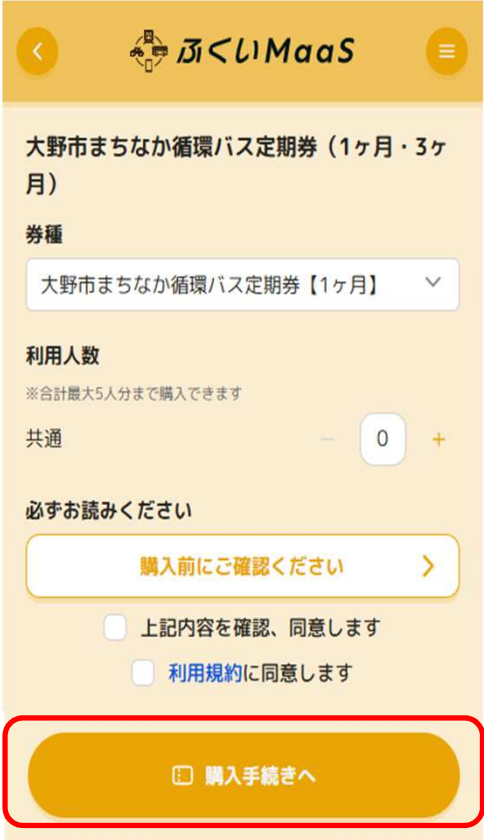 ふくいMaaS
大野市まちなか循環バス定期券（1ヶ月・3ヶ
月）
券種
大野市まちなか循環バス定期券【1ヶ月】
利用人数
※合計最大5人分まで購入できます
共通 － 0 ＋
必ずお読みください
購入前にご確認ください
上記内容を確認、同意します
利用規約に同意します
購入手続きへ